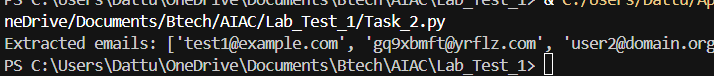 PS C:\Users\Dattu\OneDrive\Documents\Btech\AIAC\Lab_Test_1> & C:/Users/Dattu/Ap
neDrive/Documents/Btech/AIAC/Lab_Test_1/Task_2.py
Extracted emails: ['test1@example.com', 'gq9xbmft@yrflz.com', 'user2@domain.org
PS C:\Users\Dattu\OneDrive\Documents\Btech\AIAC\Lab_Test_1>